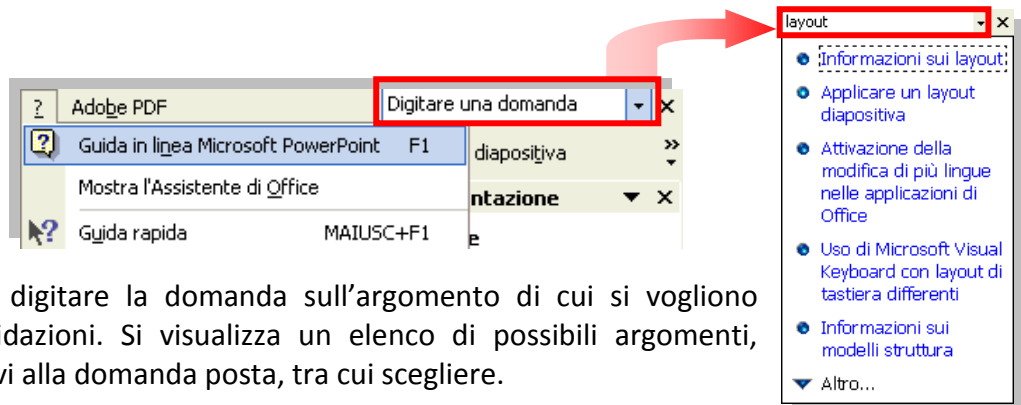 layout
Informazioni sui layout
Applicare un layout
diapositiva
Attivazione della
modifica di più lingue
nelle applicazioni di
Office
Uso di Microsoft Visual
Keyboard con layout di
tastiera differenti
Informazioni sui
modelli struttura
Altro...
? Adobe PDF Digitare una domanda
Guida in linea Microsoft PowerPoint F1 diapositiva
Mostra l'Assistente di Office ntazione
Guida rapida MAIUSC+F1
digitare la domanda sull’argomento di cui si vogliono
idazioni. Si visualizza un elenco di possibili argomenti,
vi alla domanda posta, tra cui scegliere.